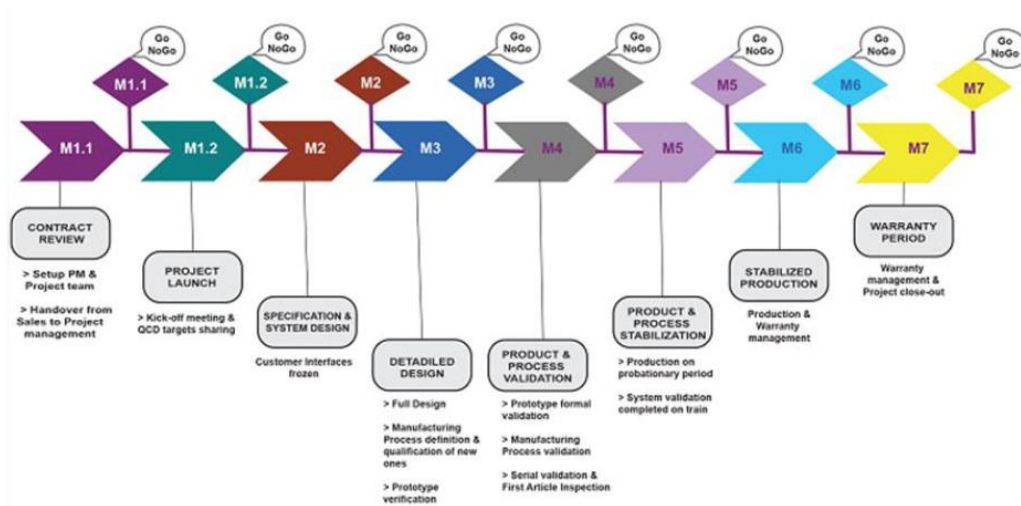 Go
NoGo
Go
NoGo
Go
NoGo
Go
NoGo
Go
NoGo
Go
NoGo
Go
NoGo
Go
NoGo
M1.1
M1.2
M2
M3
M4
M5
M6
M7
M1.1
M1.2
M2
M3
M4
M5
M6
M7
CONTRACT
REVIEW
> Setup PM &
Project team
> Handover from
Sales to Project
management
PROJECT
LAUNCH
> Kick-off meeting &
QCD targets sharing
SPECIFICATION &
SYSTEM DESIGN
Customer Interfaces
frozen
DETADILED
DESIGN
> Full Design
> Manufacturing
Process definition &
qualification of new
ones
> Prototype
verification
PRODUCT &
PROCESS
VALIDATION
> Prototype formal
validation
> Manufacturing
Process validation
> Serial validation &
First Article Inspection
PRODUCT &
PROCESS
STABILIZATION
> Production on
probationary period
> System validation
completed on train
STABILIZED
PRODUCTION
Production &
Warranty
management
WARRANTY
PERIOD
Warranty
management &
Project close-out